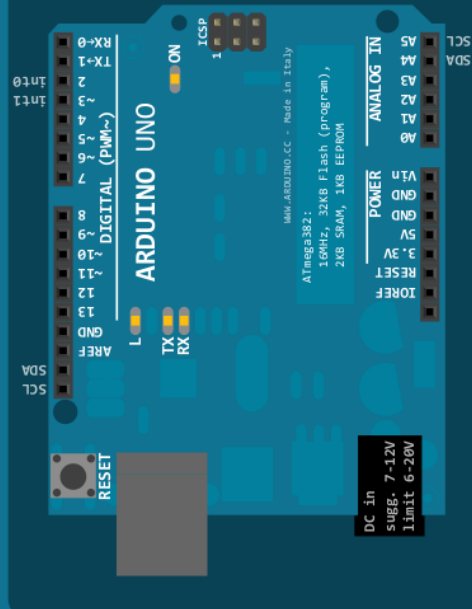 SCL
SDA
RX←0
TX→1
int0 2
int1 ~3
4
~5
~6
7
8
~9
~10
~11
12
13
GND
AREF
SDA
SCL
DIGITAL (PWM~)
ARDUINO UNO
ON
ICSP
1
L
TX
RX
RESET
WWW.ARDUINO.CC - Made in Italy
ATmega382:
16MHz, 32KB Flash (program),
2KB SRAM, 1KB EEPROM
ANALOG IN
A5
A4
A3
A2
A1
A0
POWER
Vin
GND
GND
5V
3.3V
RESET
IOREF
DC in
sugg. 7-12V
limit 6-20V